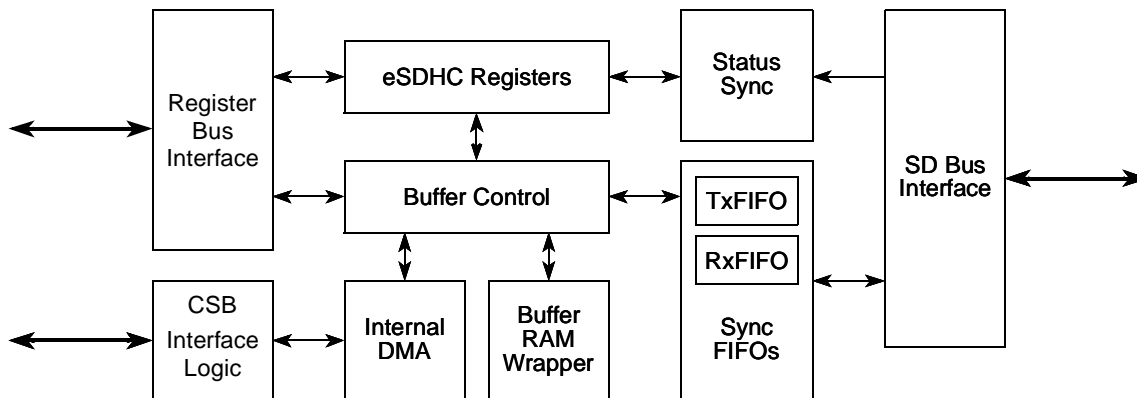 Register
Bus
Interface
eSDHC Registers
Status
Sync
SD Bus
Interface
Buffer Control
TxFIFO
RxFIFO
Sync
FIFOs
CSB
Interface
Logic
Internal
DMA
Buffer
RAM
Wrapper